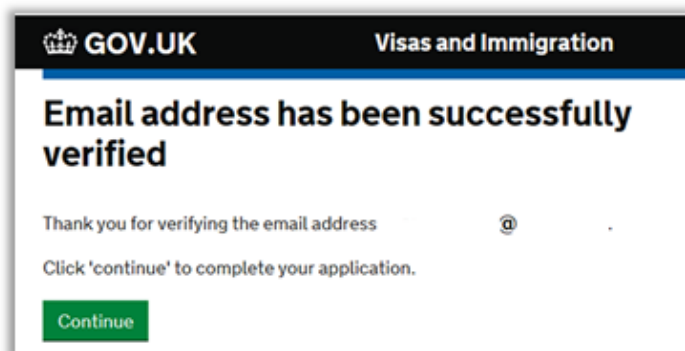 GOV.UK Visas and Immigration
Email address has been successfully
verified
Thank you for verifying the email address @ .
Click 'continue' to complete your application.
Continue